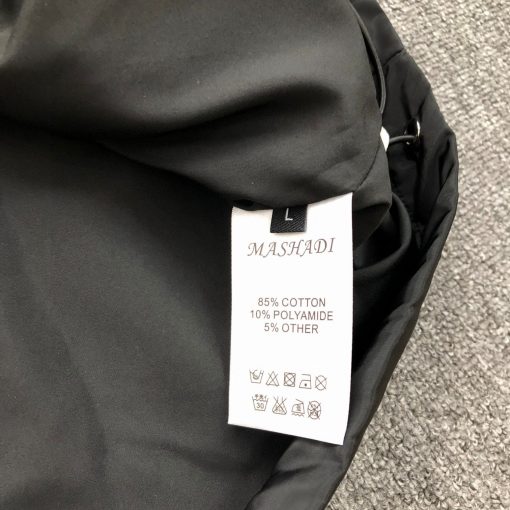 L
MASHADI
85% COTTON
10% POLYAMIDE
5% OTHER
30